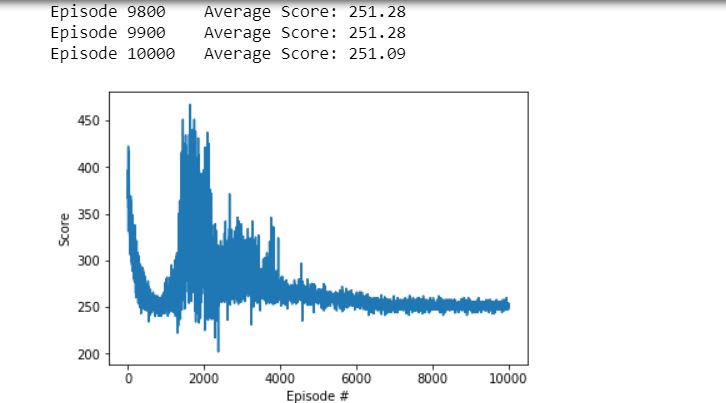 Episode 9800 Average Score: 251.28
Episode 9900 Average Score: 251.28
Episode 10000 Average Score: 251.09
450
400
350
300
250
200
Score
0 2000 4000 6000 8000 10000
Episode #